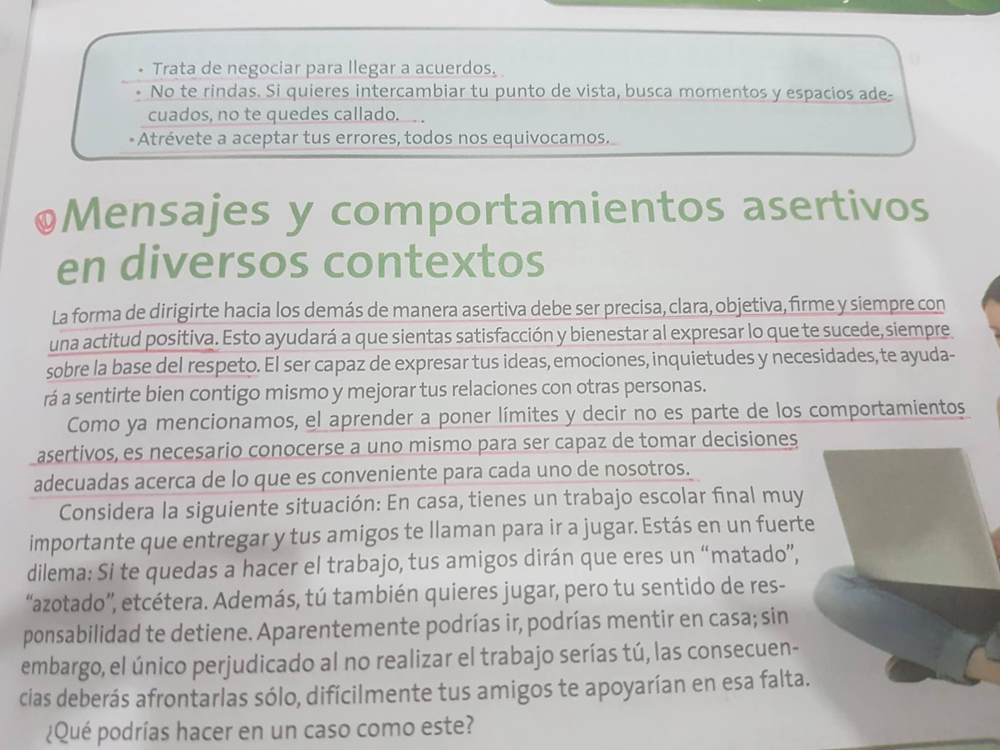 • Trata de negociar para llegar a acuerdos.
• No te rindas. Si quieres intercambiar tu punto de vista, busca momentos y espacios ade-
cuados, no te quedes callado.
• Atrévete a aceptar tus errores, todos nos equivocamos.
Mensajes y comportamientos asertivos
en diversos contextos
La forma de dirigirte hacia los demás de manera asertiva debe ser precisa, clara, objetiva, firme y siempre con
una actitud positiva. Esto ayudará a que sientas satisfacción y bienestar al expresar lo que te sucede, siempre
sobre la base del respeto. El ser capaz de expresar tus ideas, emociones, inquietudes y necesidades, te ayuda-
rá a sentirte bien contigo mismo y mejorar tus relaciones con otras personas.
Como ya mencionamos, el aprender a poner límites y decir no es parte de los comportamientos
asertivos, es necesario conocerse a uno mismo para ser capaz de tomar decisiones
adecuadas acerca de lo que es conveniente para cada uno de nosotros.
Considera la siguiente situación: En casa, tienes un trabajo escolar final muy
importante que entregar y tus amigos te llaman para ir a jugar. Estás en un fuerte
dilema: Si te quedas a hacer el trabajo, tus amigos dirán que eres un “matado”,
“azotado”, etcétera. Además, tú también quieres jugar, pero tu sentido de res-
ponsabilidad te detiene. Aparentemente podrías ir, podrías mentir en casa; sin
embargo, el único perjudicado al no realizar el trabajo serías tú, las consecuen-
cias deberás afrontarlas sólo, difícilmente tus amigos te apoyarían en esa falta.
¿Qué podrías hacer en un caso como este?